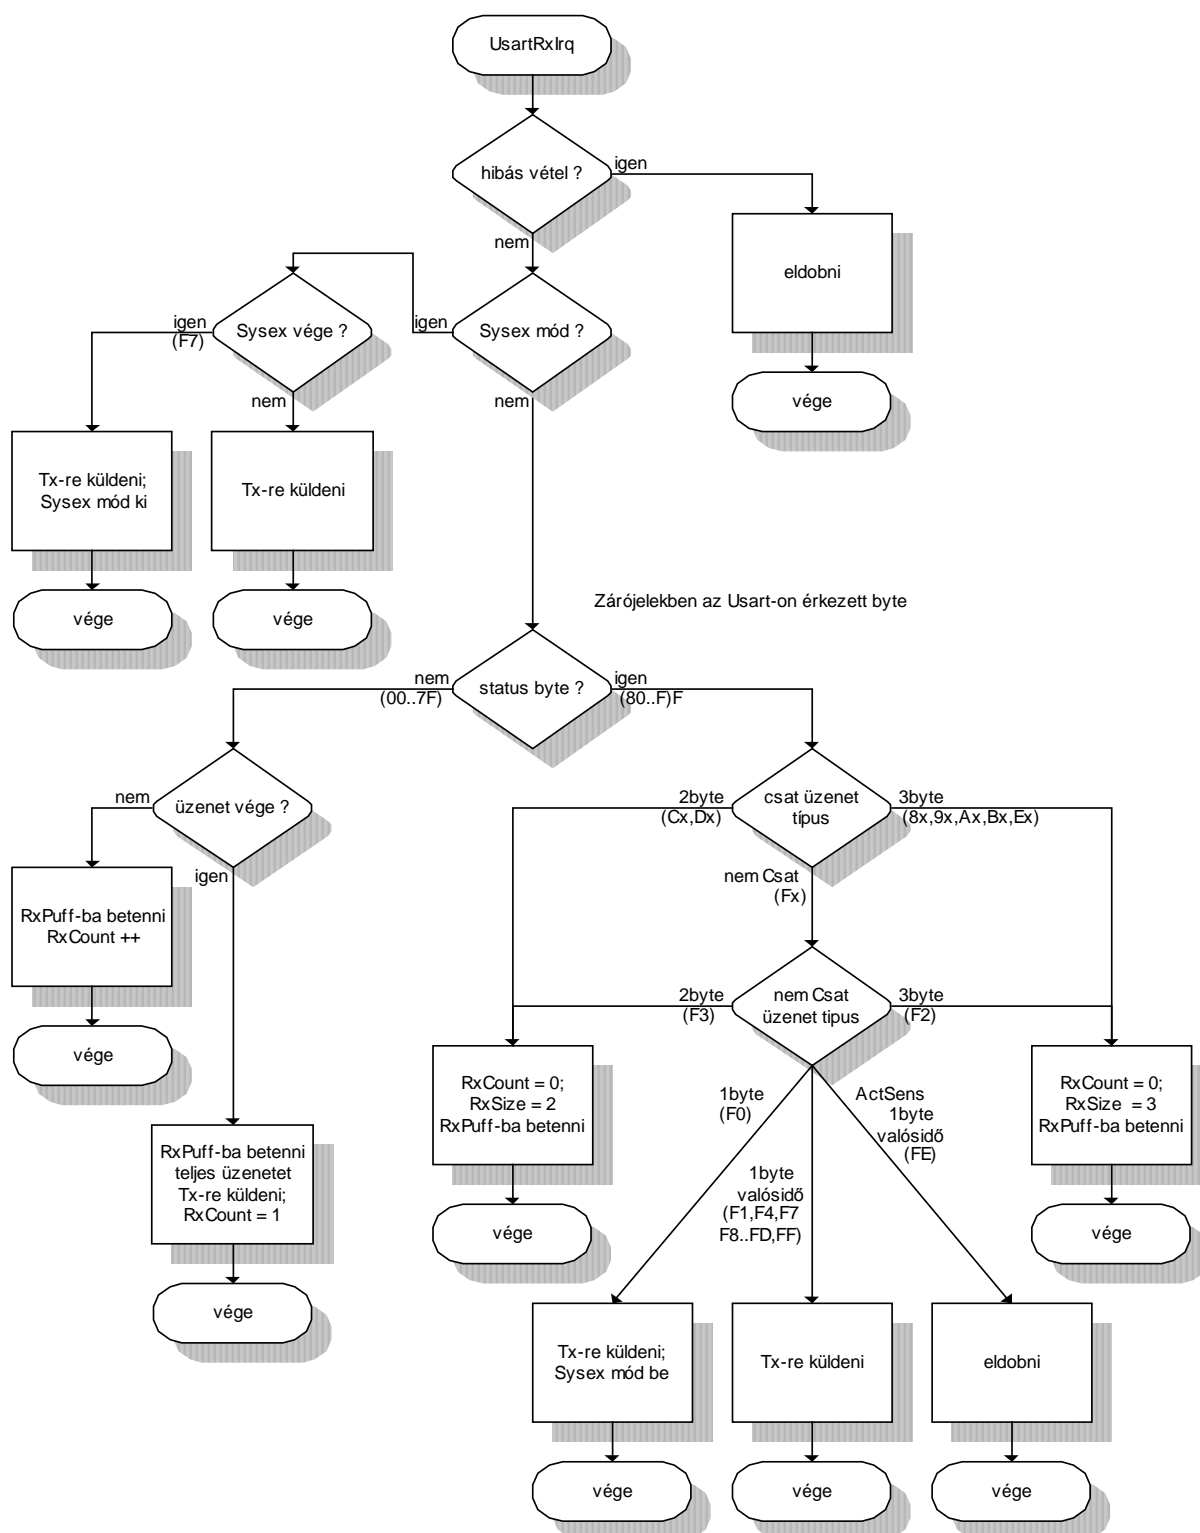 UsartRxIrq
hibás vétel ?
igen
nem
eldobni
vége
Sysex mód ?
igen
nem
Sysex vége ?
igen
(F7)
nem
Tx-re küldeni;
Sysex mód ki
vége
Tx-re küldeni
vége
Zárójelekben az Usart-on érkezett byte
status byte ?
nem
(00..7F)
igen
(80..F)F
üzenet vége ?
nem
igen
RxPuff-ba betenni
RxCount ++
vége
RxPuff-ba betenni
teljes üzenetet
Tx-re küldeni;
RxCount = 1
vége
csat üzenet
típus
2byte
(Cx,Dx)
3byte
(8x,9x,Ax,Bx,Ex)
nem Csat
(Fx)
nem Csat
üzenet tipus
2byte
(F3)
3byte
(F2)
RxCount = 0;
RxSize = 2
RxPuff-ba betenni
vége
RxCount = 0;
RxSize = 3
RxPuff-ba betenni
vége
1byte
(F0)
1byte
valósidő
(F1,F4,F7
F8..FD,FF)
ActSens
1byte
valósidő
(FE)
Tx-re küldeni;
Sysex mód be
vége
Tx-re küldeni
vége
eldobni
vége